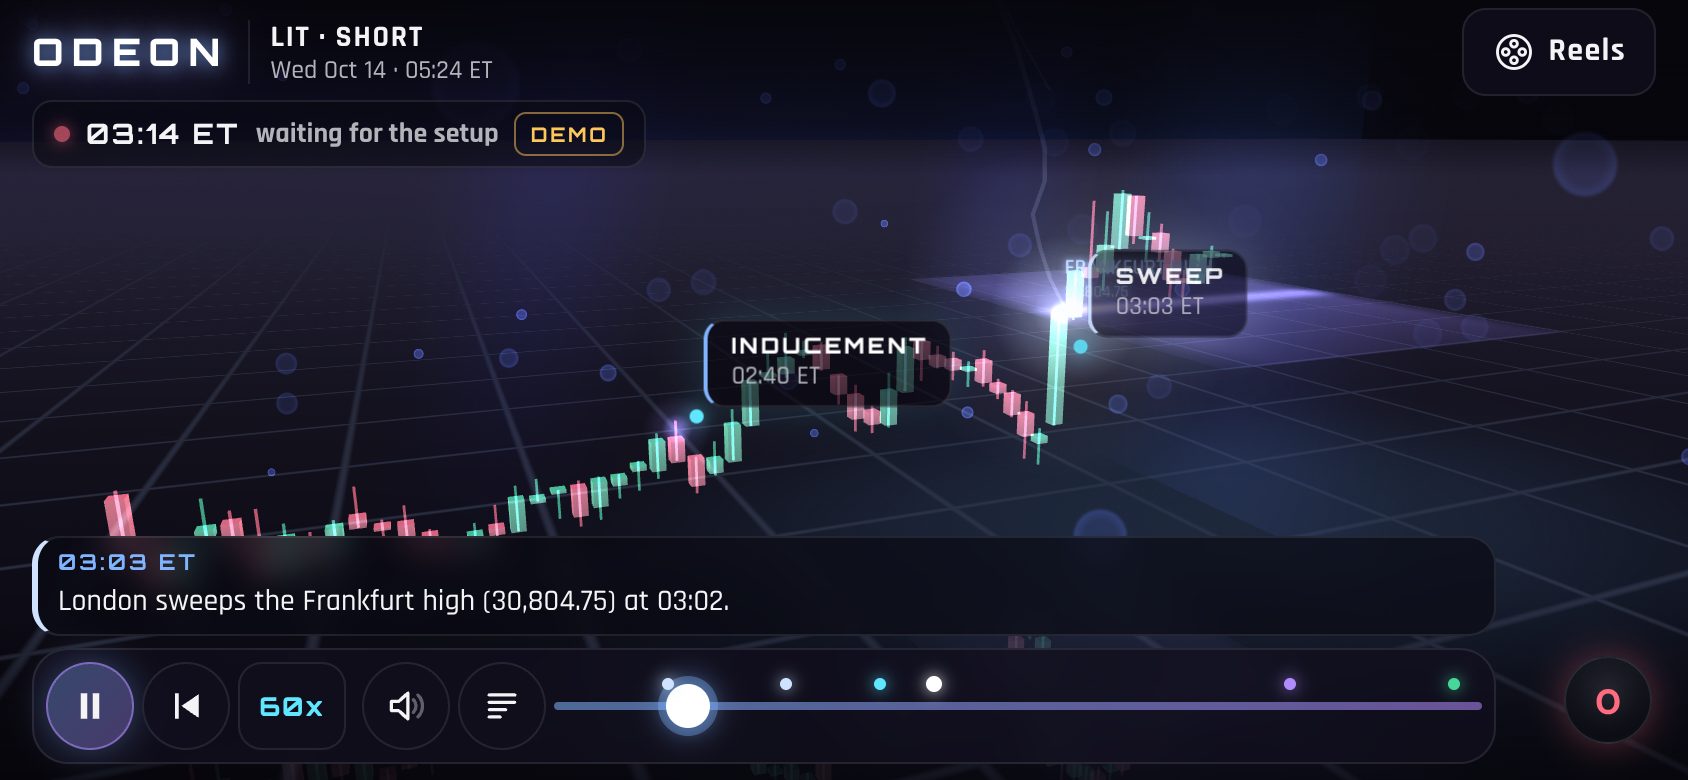 ODEON
LIT · SHORT
Wed Oct 14 · 05:24 ET
Reels
03:14 ET waiting for the setup DEMO
SWEEP
03:03 ET
INDUCEMENT
02:40 ET
03:03 ET
London sweeps the Frankfurt high (30,804.75) at 03:02.
60x
O